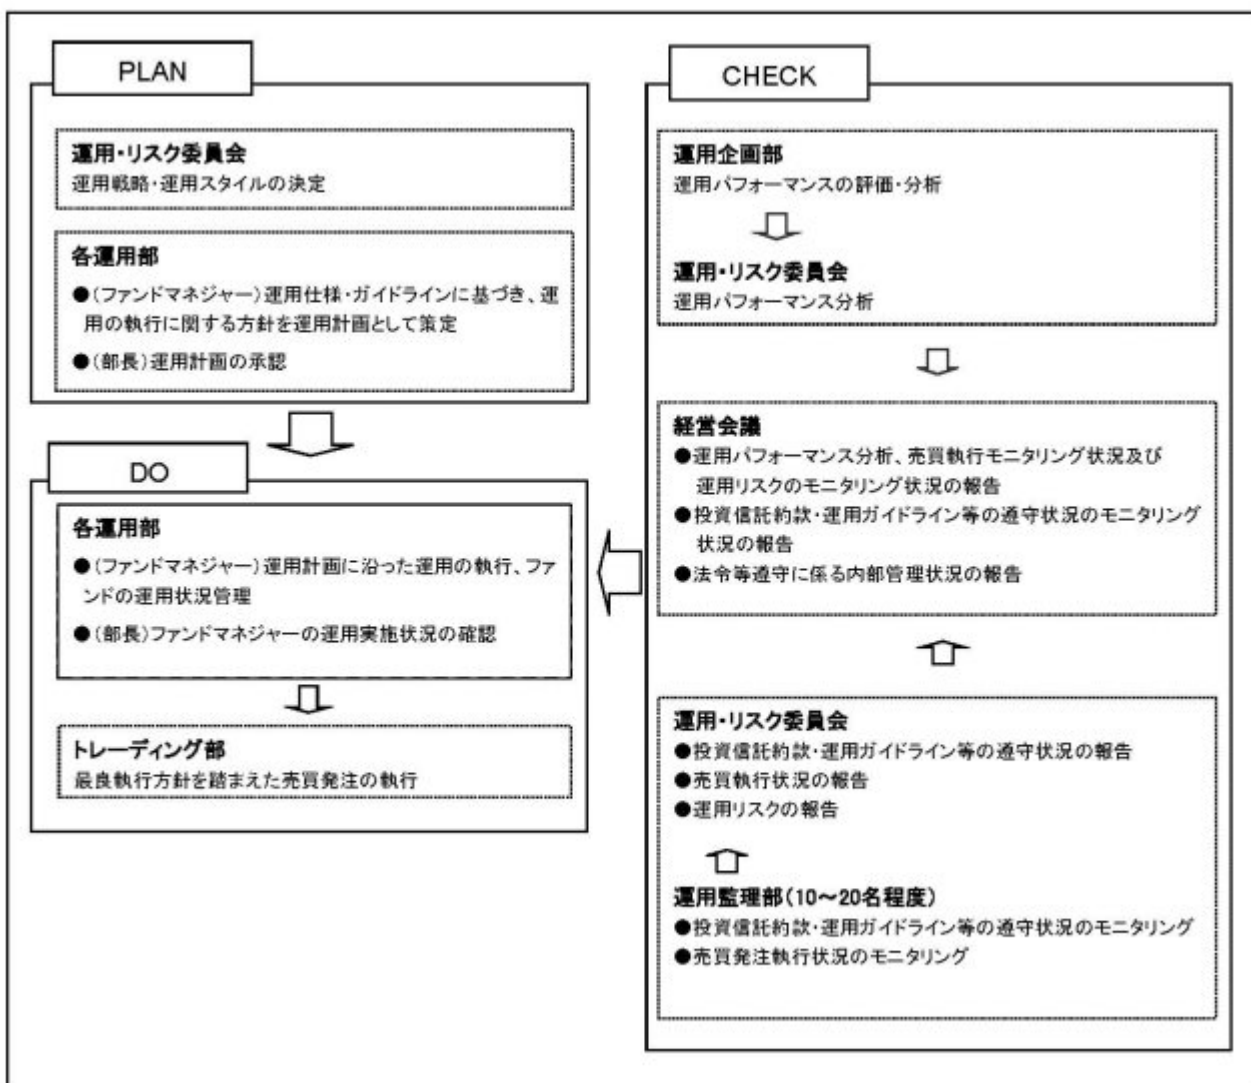 PLAN
運用・リスク委員会
運用戦略・運用スタイルの決定
各運用部
●(ファンドマネジャー)運用仕様・ガイドラインに基づき、運
用の執行に関する方針を運用計画として策定
●(部長)運用計画の承認
DO
各運用部
●(ファンドマネジャー)運用計画に沿った運用の執行、ファ
ンドの運用状況管理
●(部長)ファンドマネジャーの運用実施状況の確認
トレーディング部
最良執行方針を踏まえた売買発注の執行
CHECK
運用企画部
運用パフォーマンスの評価・分析
運用・リスク委員会
運用パフォーマンス分析
経営会議
●運用パフォーマンス分析、売買執行モニタリング状況及び
運用リスクのモニタリング状況の報告
●投資信託約款・運用ガイドライン等の遵守状況のモニタリング
状況の報告
●法令等遵守に係る内部管理状況の報告
運用・リスク委員会
●投資信託約款・運用ガイドライン等の遵守状況の報告
●売買執行状況の報告
●運用リスクの報告
運用監理部(10~20名程度)
●投資信託約款・運用ガイドライン等の遵守状況のモニタリング
●売買発注執行状況のモニタリング